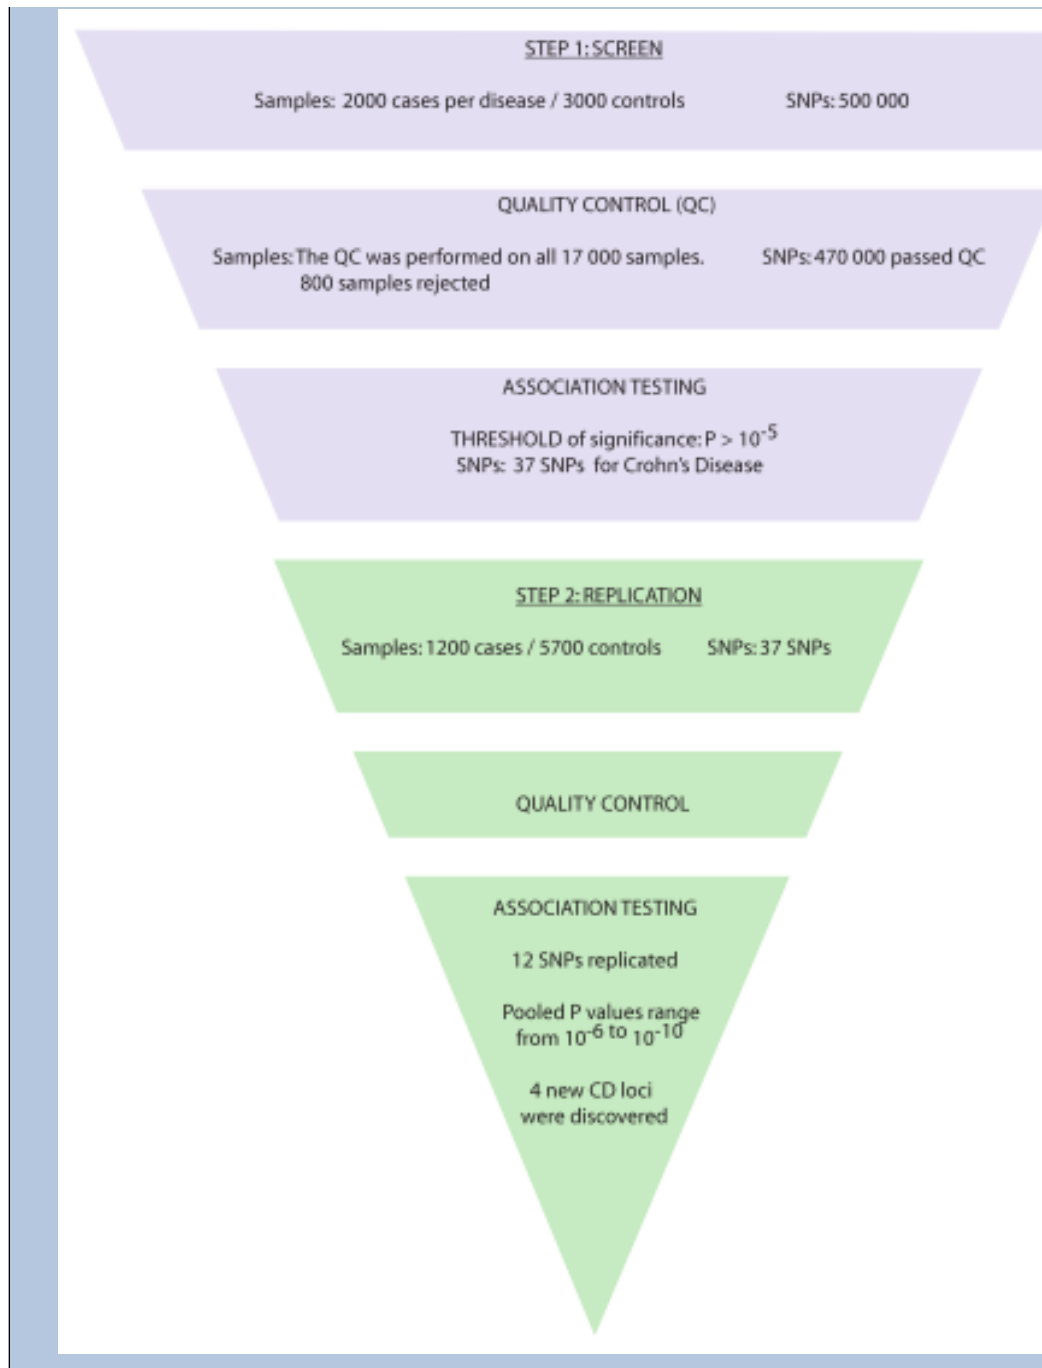 STEP 1: SCREEN
Samples: 2000 cases per disease / 3000 controls SNPs: 500 000
QUALITY CONTROL (QC)
Samples: The QC was performed on all 17 000 samples. SNPs: 470 000 passed QC
800 samples rejected
ASSOCIATION TESTING
THRESHOLD of significance: P > 10⁻⁵
SNPs: 37 SNPs for Crohn's Disease
STEP 2: REPLICATION
Samples: 1200 cases / 5700 controls SNPs: 37 SNPs
QUALITY CONTROL
ASSOCIATION TESTING
12 SNPs replicated
Pooled P values range
from 10⁻⁶ to 10⁻¹⁰
4 new CD loci
were discovered